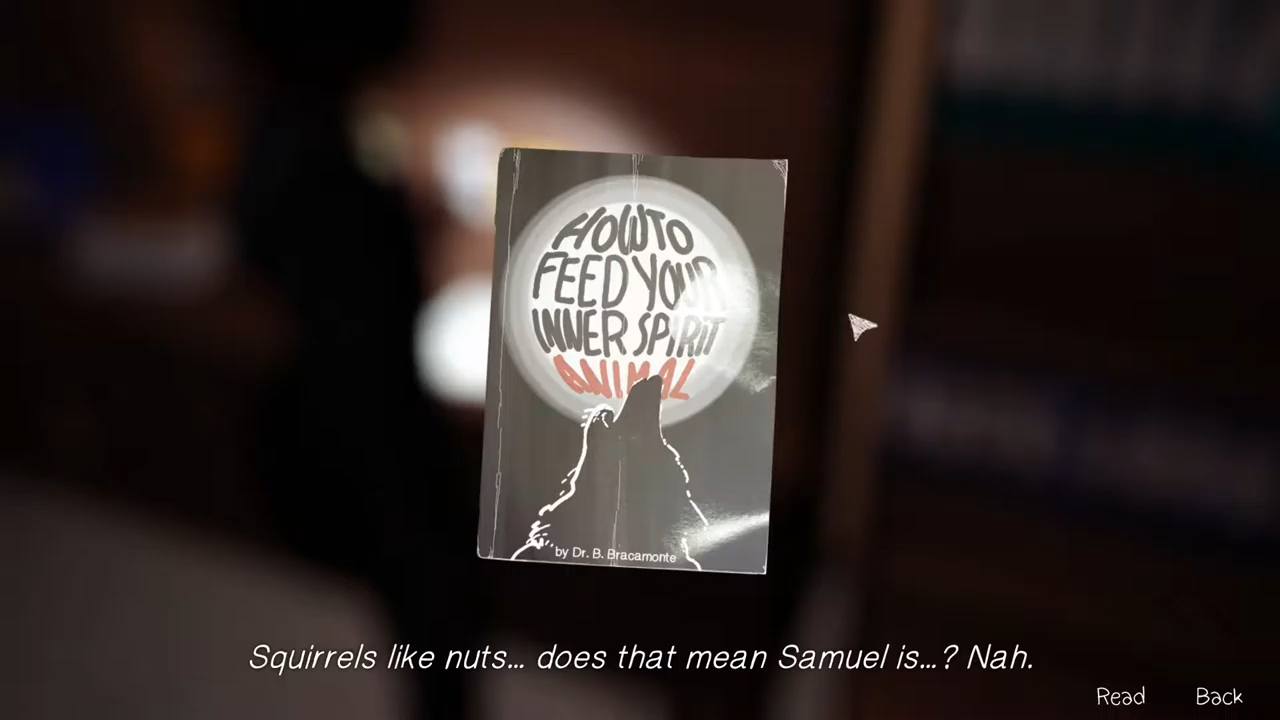 HOW TO
FEED YOUR
INNER SPIRIT
ANIMAL
by Dr. B. Bracamonte
Squirrels like nuts... does that mean Samuel is...? Nah.
Read Back